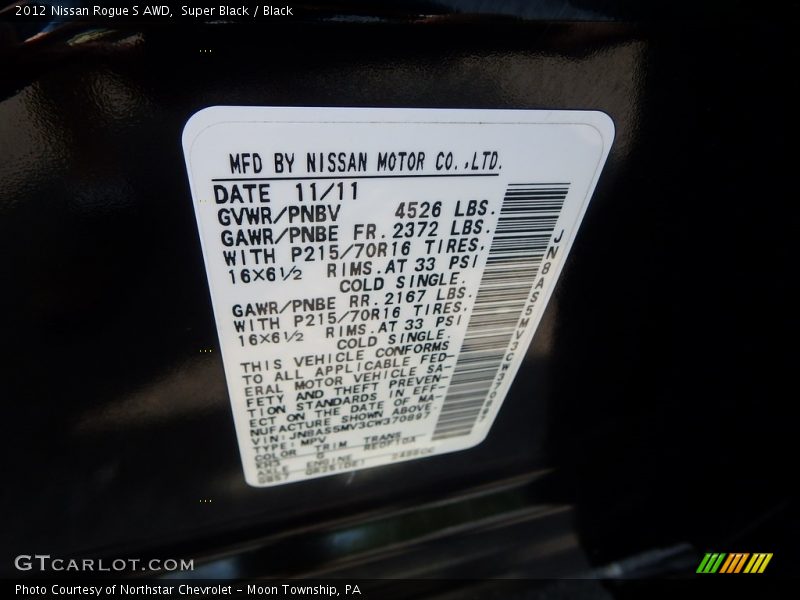 2012 Nissan Rogue S AWD,  Super Black / Black
MFD BY NISSAN MOTOR CO.,LTD.
DATE 11/11
GVWR/PNBV 4526 LBS.
GAWR/PNBE FR. 2372 LBS.
WITH P215/70R16 TIRES.
16×6½ RIMS.AT 33 PSI
COLD SINGLE.
GAWR/PNBE RR. 2167 LBS.
WITH P215/70R16 TIRES.
16×6½ RIMS.AT 33 PSI
COLD SINGLE.
THIS VEHICLE CONFORMS
TO ALL APPLICABLE FED-
ERAL MOTOR VEHICLE SA-
FETY AND THEFT PREVEN-
TION STANDARDS IN EFF-
ECT ON THE DATE OF MA-
NUFACTURE SHOWN ABOVE.
VIN: JN8AS5MV3CW370897
TYPE: MPV
COLOR TRIM TRANS
KH3 G
AXLE ENGINE
JN8AS5MV3CW370897
GTCARLOT.COM
Photo Courtesy of Northstar Chevrolet – Moon Township, PA